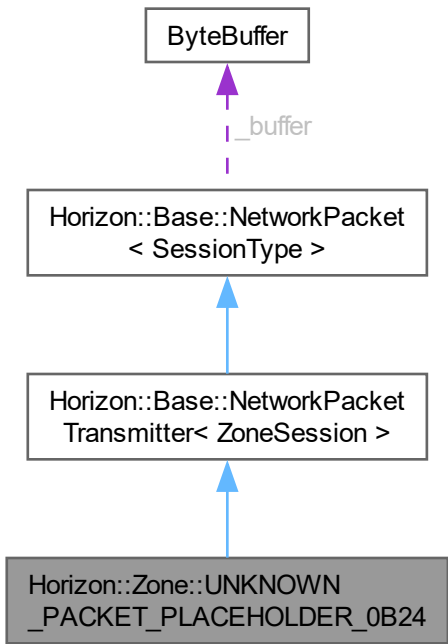 ByteBuffer
_buffer
Horizon::Base::NetworkPacket
< SessionType >
Horizon::Base::NetworkPacket
Transmitter< ZoneSession >
Horizon::Zone::UNKNOWN
_PACKET_PLACEHOLDER_0B24